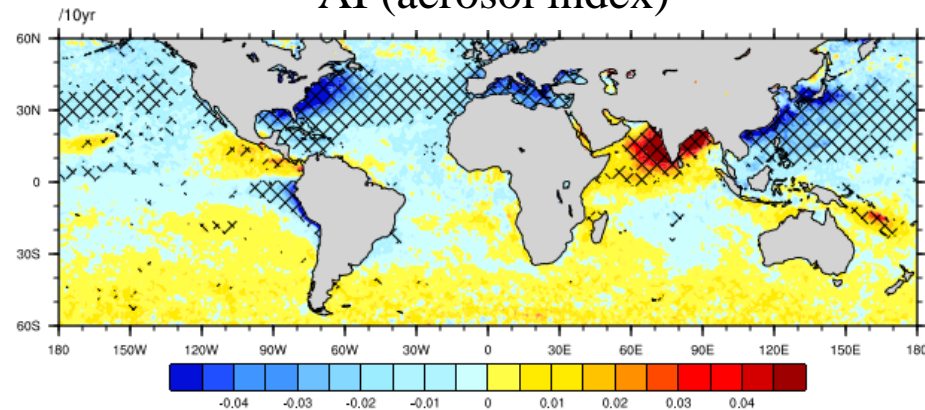 AI (aerosol index)
/10yr
60N
30N
0
30S
60S
180 150W 120W 90W 60W 30W 0 30E 60E 90E 120E 150E 180
-0.04 -0.03 -0.02 -0.01 0 0.01 0.02 0.03 0.04